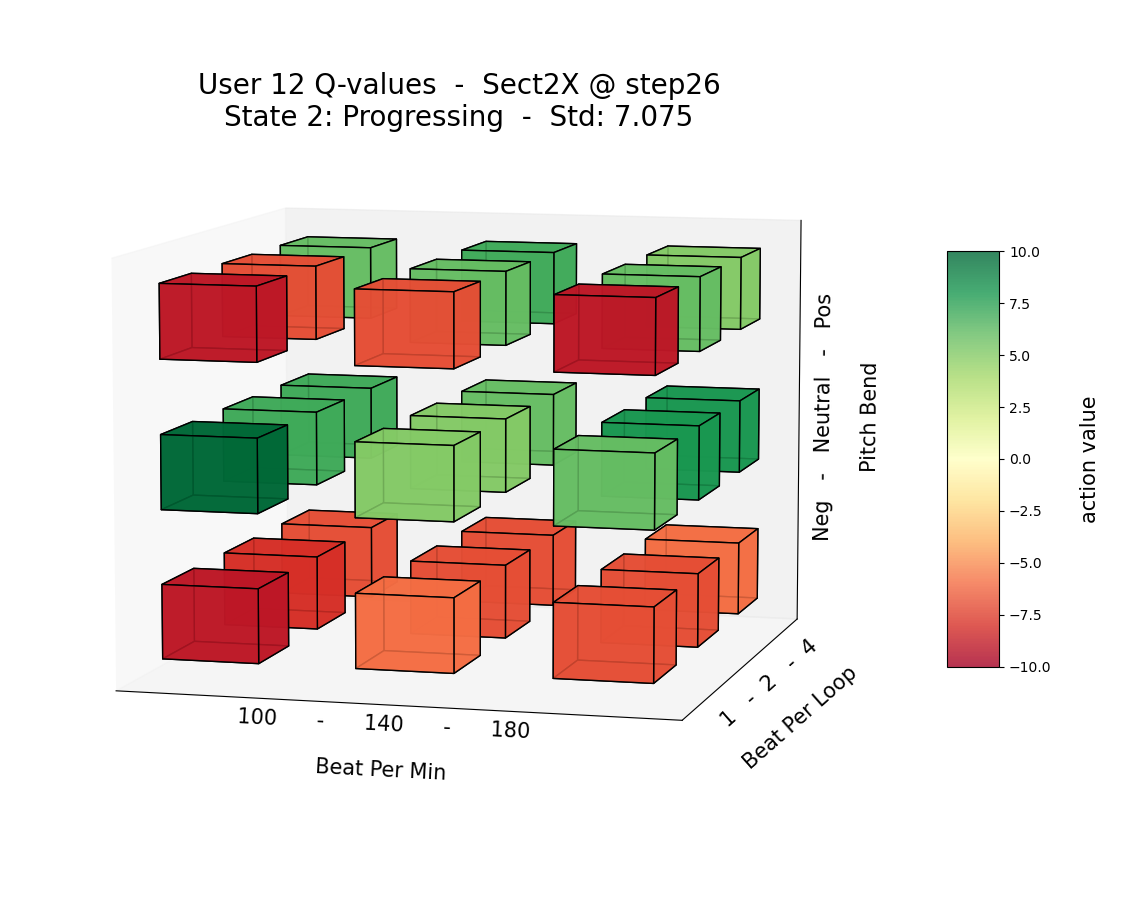 User 12 Q-values  -  Sect2X @ step26
State 2: Progressing  -  Std: 7.075
100    -    140    -    180
Beat Per Min
1  -  2  -  4
Beat Per Loop
Neg   -   Neutral   -   Pos
Pitch Bend
10.0
7.5
5.0
2.5
0.0
−2.5
−5.0
−7.5
−10.0
action value